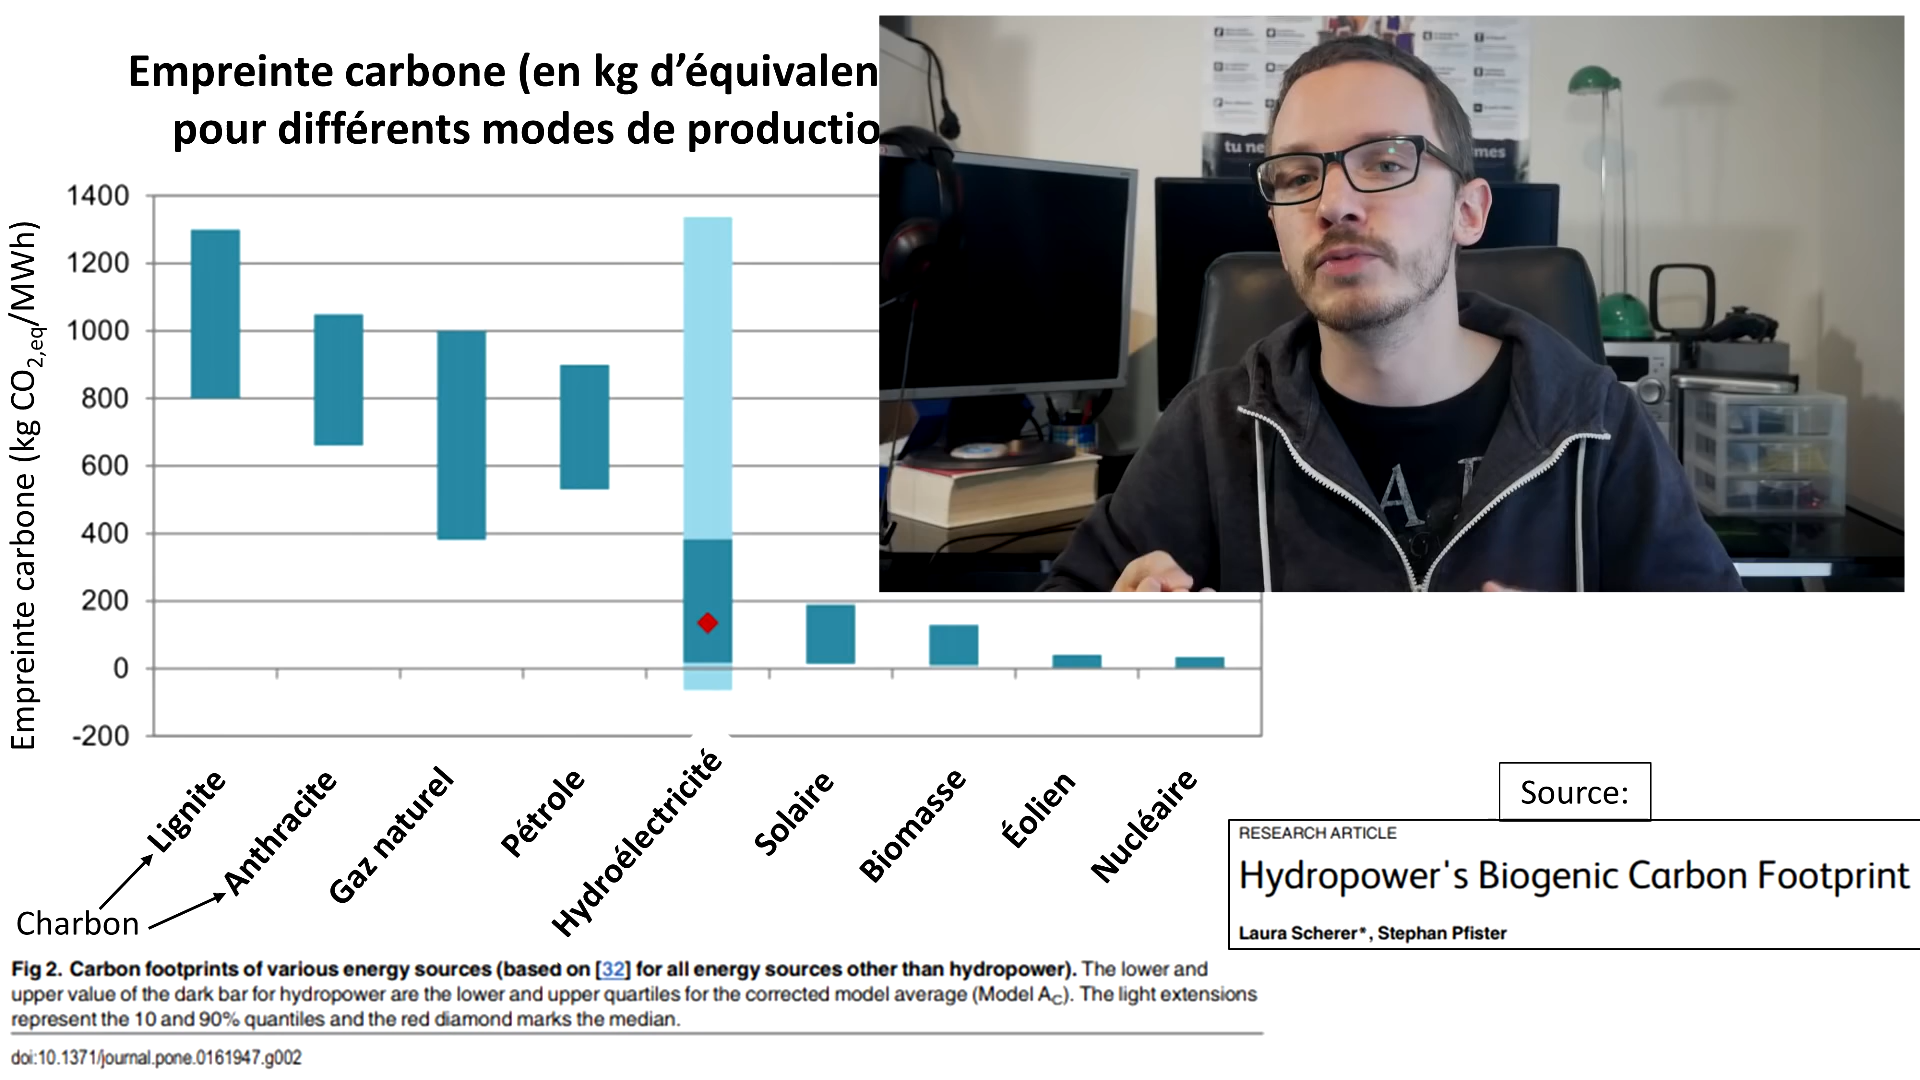 Empreinte carbone (en kg d’équivalen
pour différents modes de productio
tu ne
mes
A
1400
1200
1000
800
600
400
200
0
-200
Empreinte carbone (kg CO2,eq/MWh)
Lignite
Anthracite
Gaz naturel
Pétrole
Hydroélectricité
Solaire
Biomasse
Éolien
Nucléaire
Charbon
Source:
RESEARCH ARTICLE
Hydropower's Biogenic Carbon Footprint
Laura Scherer*, Stephan Pfister
Fig 2. Carbon footprints of various energy sources (based on [32] for all energy sources other than hydropower). The lower and
upper value of the dark bar for hydropower are the lower and upper quartiles for the corrected model average (Model AC). The light extensions
represent the 10 and 90% quantiles and the red diamond marks the median.
doi:10.1371/journal.pone.0161947.g002